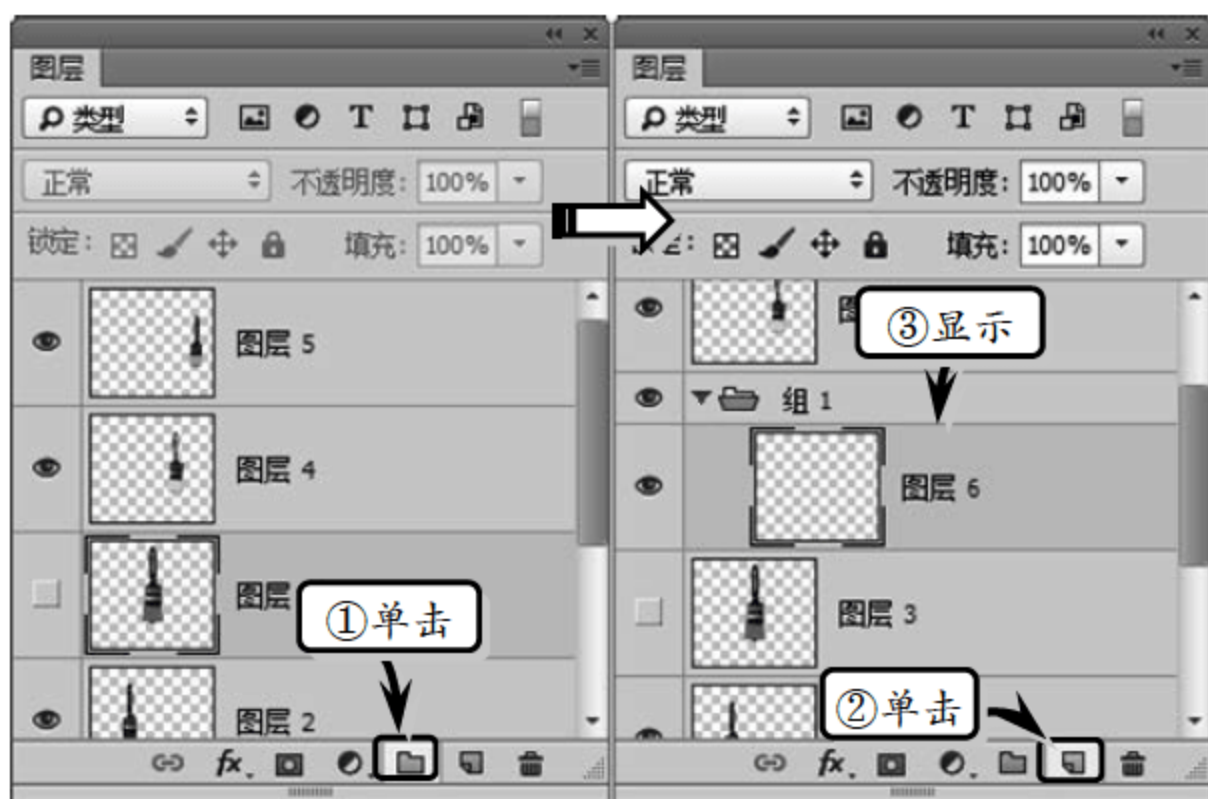 图层
类型
T
正常
不透明度: 100%
锁定:
填充: 100%
图层 5
图层 4
图层
①单击
图层 2
fx.
图层
类型
T
正常
不透明度: 100%
填充: 100%
③显示
组 1
图层 6
图层 3
②单击
fx.